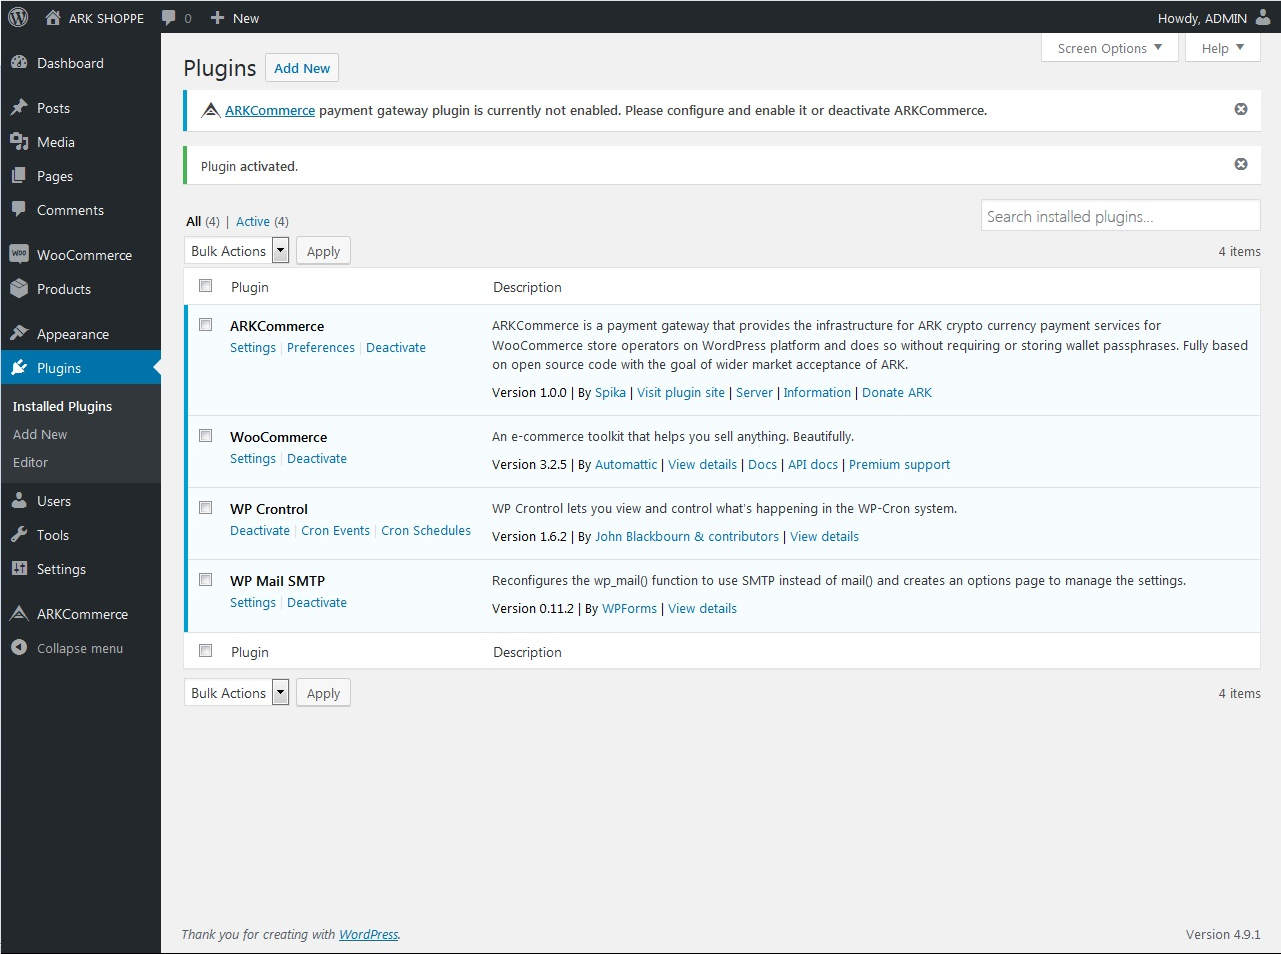 ARK SHOPPE 0 New Howdy, ADMIN
Dashboard
Posts
Media
Pages
Comments
WooCommerce
Products
Appearance
Plugins
Installed Plugins
Add New
Editor
Users
Tools
Settings
ARKCommerce
Collapse menu
Screen Options Help
Plugins Add New
ARKCommerce payment gateway plugin is currently not enabled. Please configure and enable it or deactivate ARKCommerce.
Plugin activated.
All (4) | Active (4)
Search installed plugins...
Bulk Actions Apply
4 items
Plugin Description
ARKCommerce
Settings | Preferences | Deactivate
ARKCommerce is a payment gateway that provides the infrastructure for ARK crypto currency payment services for
WooCommerce store operators on WordPress platform and does so without requiring or storing wallet passphrases. Fully based
on open source code with the goal of wider market acceptance of ARK.
Version 1.0.0 | By Spika | Visit plugin site | Server | Information | Donate ARK
WooCommerce
Settings | Deactivate
An e-commerce toolkit that helps you sell anything. Beautifully.
Version 3.2.5 | By Automattic | View details | Docs | API docs | Premium support
WP Crontrol
Deactivate | Cron Events | Cron Schedules
WP Crontrol lets you view and control what's happening in the WP-Cron system.
Version 1.6.2 | By John Blackbourn & contributors | View details
WP Mail SMTP
Settings | Deactivate
Reconfigures the wp_mail() function to use SMTP instead of mail() and creates an options page to manage the settings.
Version 0.11.2 | By WPForms | View details
Plugin Description
Bulk Actions Apply
4 items
Thank you for creating with WordPress.
Version 4.9.1